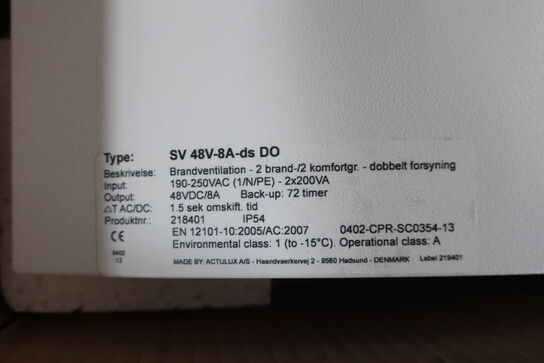 Type: SV 48V-8A-ds DO
Beskrivelse: Brandventilation - 2 brand-/2 komfortgr. - dobbelt forsyning
Input: 190-250VAC (1/N/PE) - 2x200VA
Output: 48VDC/8A Back-up: 72 timer
△T AC/DC: 1.5 sek omskift. tid
Produktnr.: 218401 IP54
CE EN 12101-10:2005/AC:2007 0402-CPR-SC0354-13
0402 Environmental class: 1 (to -15°C). Operational class: A
13
MADE BY: ACTULUX A/S - Haandvaerkervej 2 - 9560 Hadsund - DENMARK Label 219401